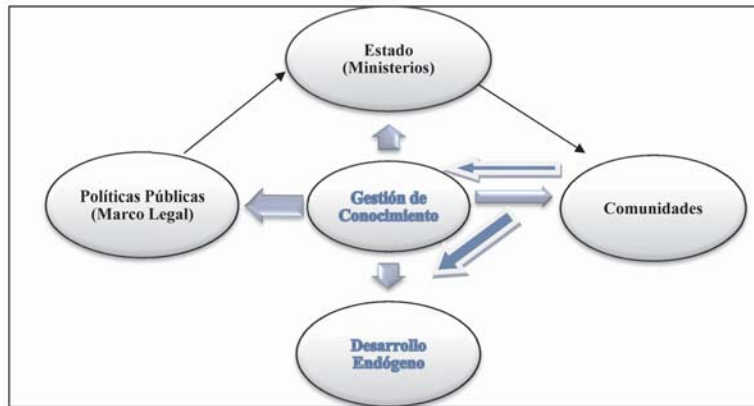 Estado
(Ministerios)
Políticas Públicas
(Marco Legal)
Gestión de
Conocimiento
Comunidades
Desarrollo
Endógeno